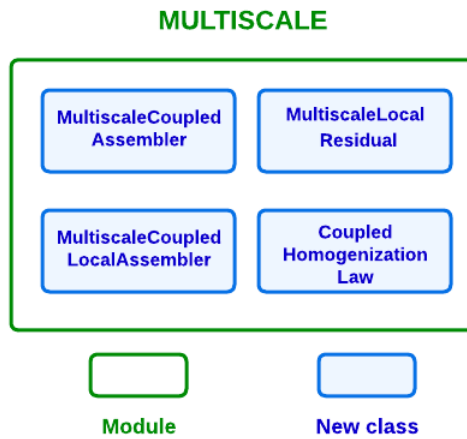 MULTISCALE
MultiscaleCoupled
Assembler
MultiscaleLocal
Residual
MultiscaleCoupled
LocalAssembler
Coupled
Homogenization
Law
Module
New class